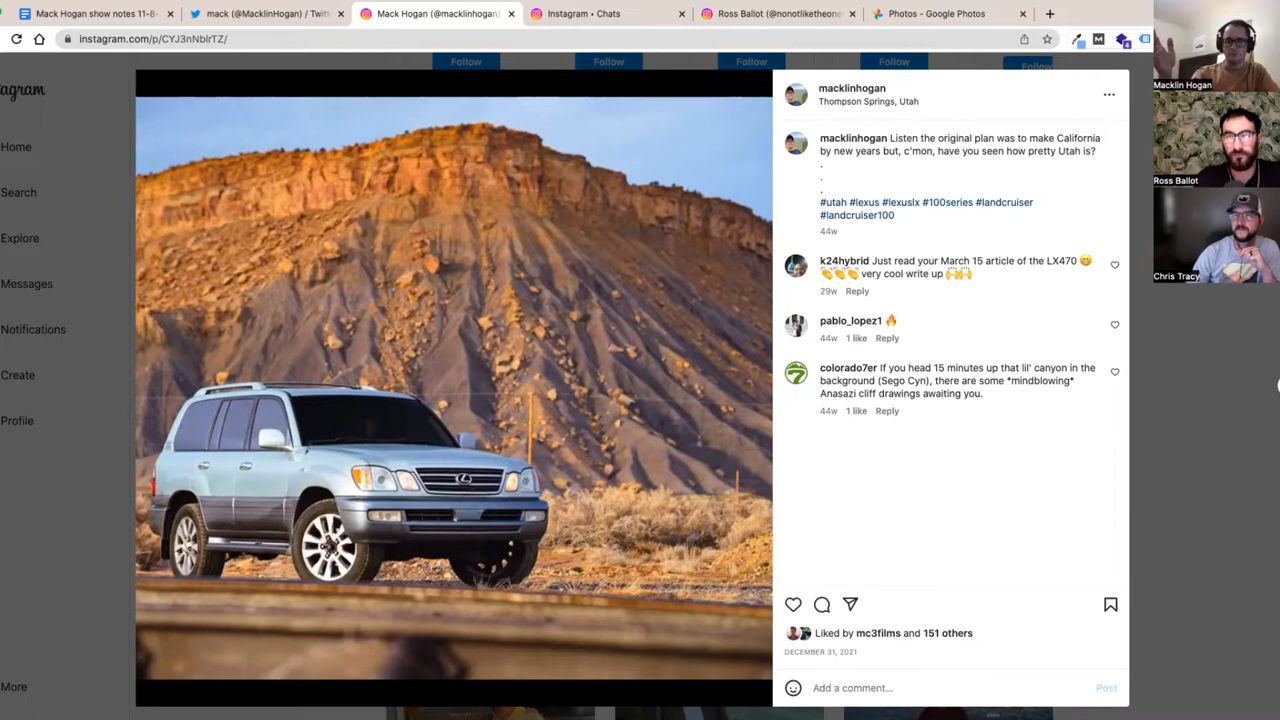 Mack Hogan show notes 11-8-
mack (@MacklinHogan) / Twitt
Mack Hogan (@macklinhogan)
Instagram • Chats
Ross Ballot (@nonotliketheone
Photos - Google Photos
instagram.com/p/CYJ3nNblrTZ/
Follow
Follow
Follow
Follow
Follow
agram
Home
Search
Explore
Messages
Notifications
Create
Profile
More
macklinhogan
Thompson Springs, Utah
macklinhogan Listen the original plan was to make California
by new years but, c'mon, have you seen how pretty Utah is?
.
.
.
#utah #lexus #lexuslx #100series #landcruiser
#landcruiser100
44w
k24hybrid Just read your March 15 article of the LX470 😁
👏👏👏 very cool write up 🙌🙌
29w Reply
pablo_lopez1 🔥
44w 1 like Reply
colorado7er If you head 15 minutes up that lil' canyon in the
background (Sego Cyn), there are some *mindblowing*
Anasazi cliff drawings awaiting you.
44w 1 like Reply
Liked by mc3films and 151 others
DECEMBER 31, 2021
Add a comment...
Post
Macklin Hogan
Ross Ballot
Chris Tracy